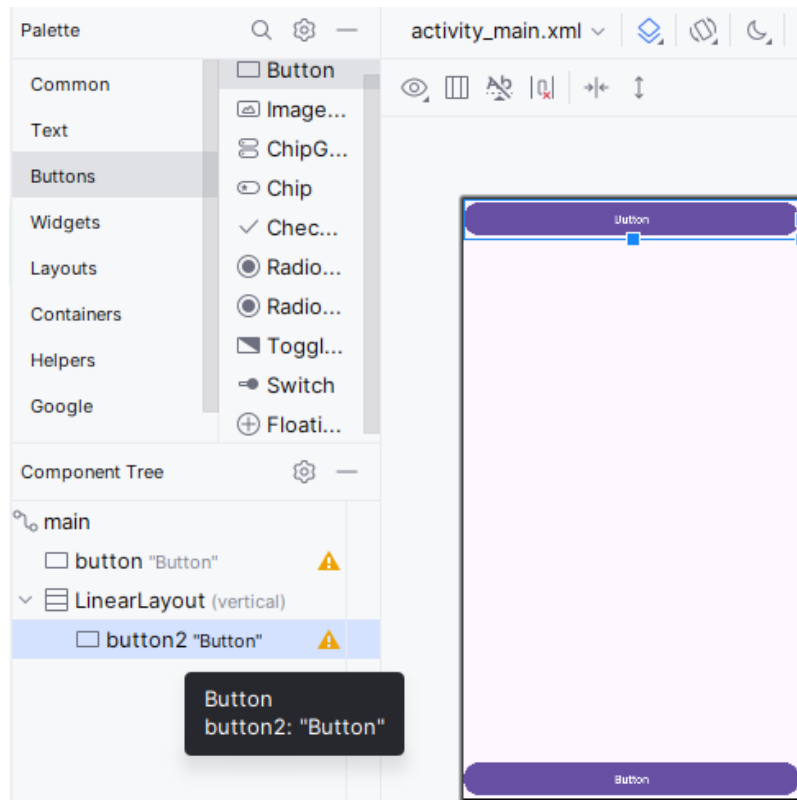 Palette
activity_main.xml
Common
Text
Buttons
Widgets
Layouts
Containers
Helpers
Google
Button
Image...
ChipG...
Chip
Chec...
Radio...
Radio...
Toggl...
Switch
Floati...
Component Tree
main
button "Button"
LinearLayout (vertical)
button2 "Button"
Button
button2: "Button"
Button
Button